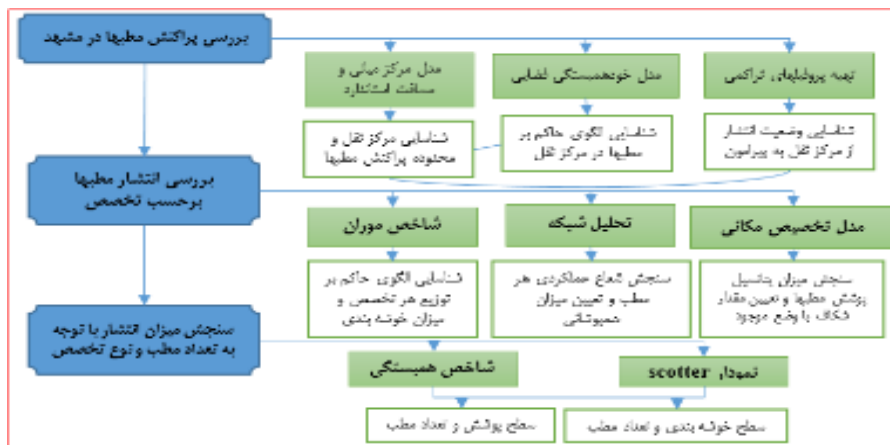 بررسی پراکنش مطبها در مشهد
تهیه پروفیلهای تراکمی
مدل خودهمبستگی فضایی
مدل مرکز میانی و
مسافت استاندارد
شناسایی وضعیت انتشار
از مرکز ثقل به پیرامون
شناسایی الگوی حاکم بر
مطبها در مرکز ثقل
شناسایی مرکز ثقل و
محدوده پراکنش مطبها
بررسی انتشار مطبها
برحسب تخصص
مدل تخصیص مکانی
تحلیل شبکه
شاخص موران
سنجش میزان پتانسیل
پوشش مطبها و تعیین مقدار
شکاف با وضع موجود
سنجش شعاع عملکردی هر
مطب و تعیین میزان
همپوشانی
شناسایی الگوی حاکم بر
توزیع هر تخصص و
میزان خوشه بندی
سنجش میزان انتشار با توجه
به تعداد مطب و نوع تخصص
نمودار scotter
شاخص همبستگی
سطح خوشه بندی و تعداد مطب
سطح پوشش و تعداد مطب